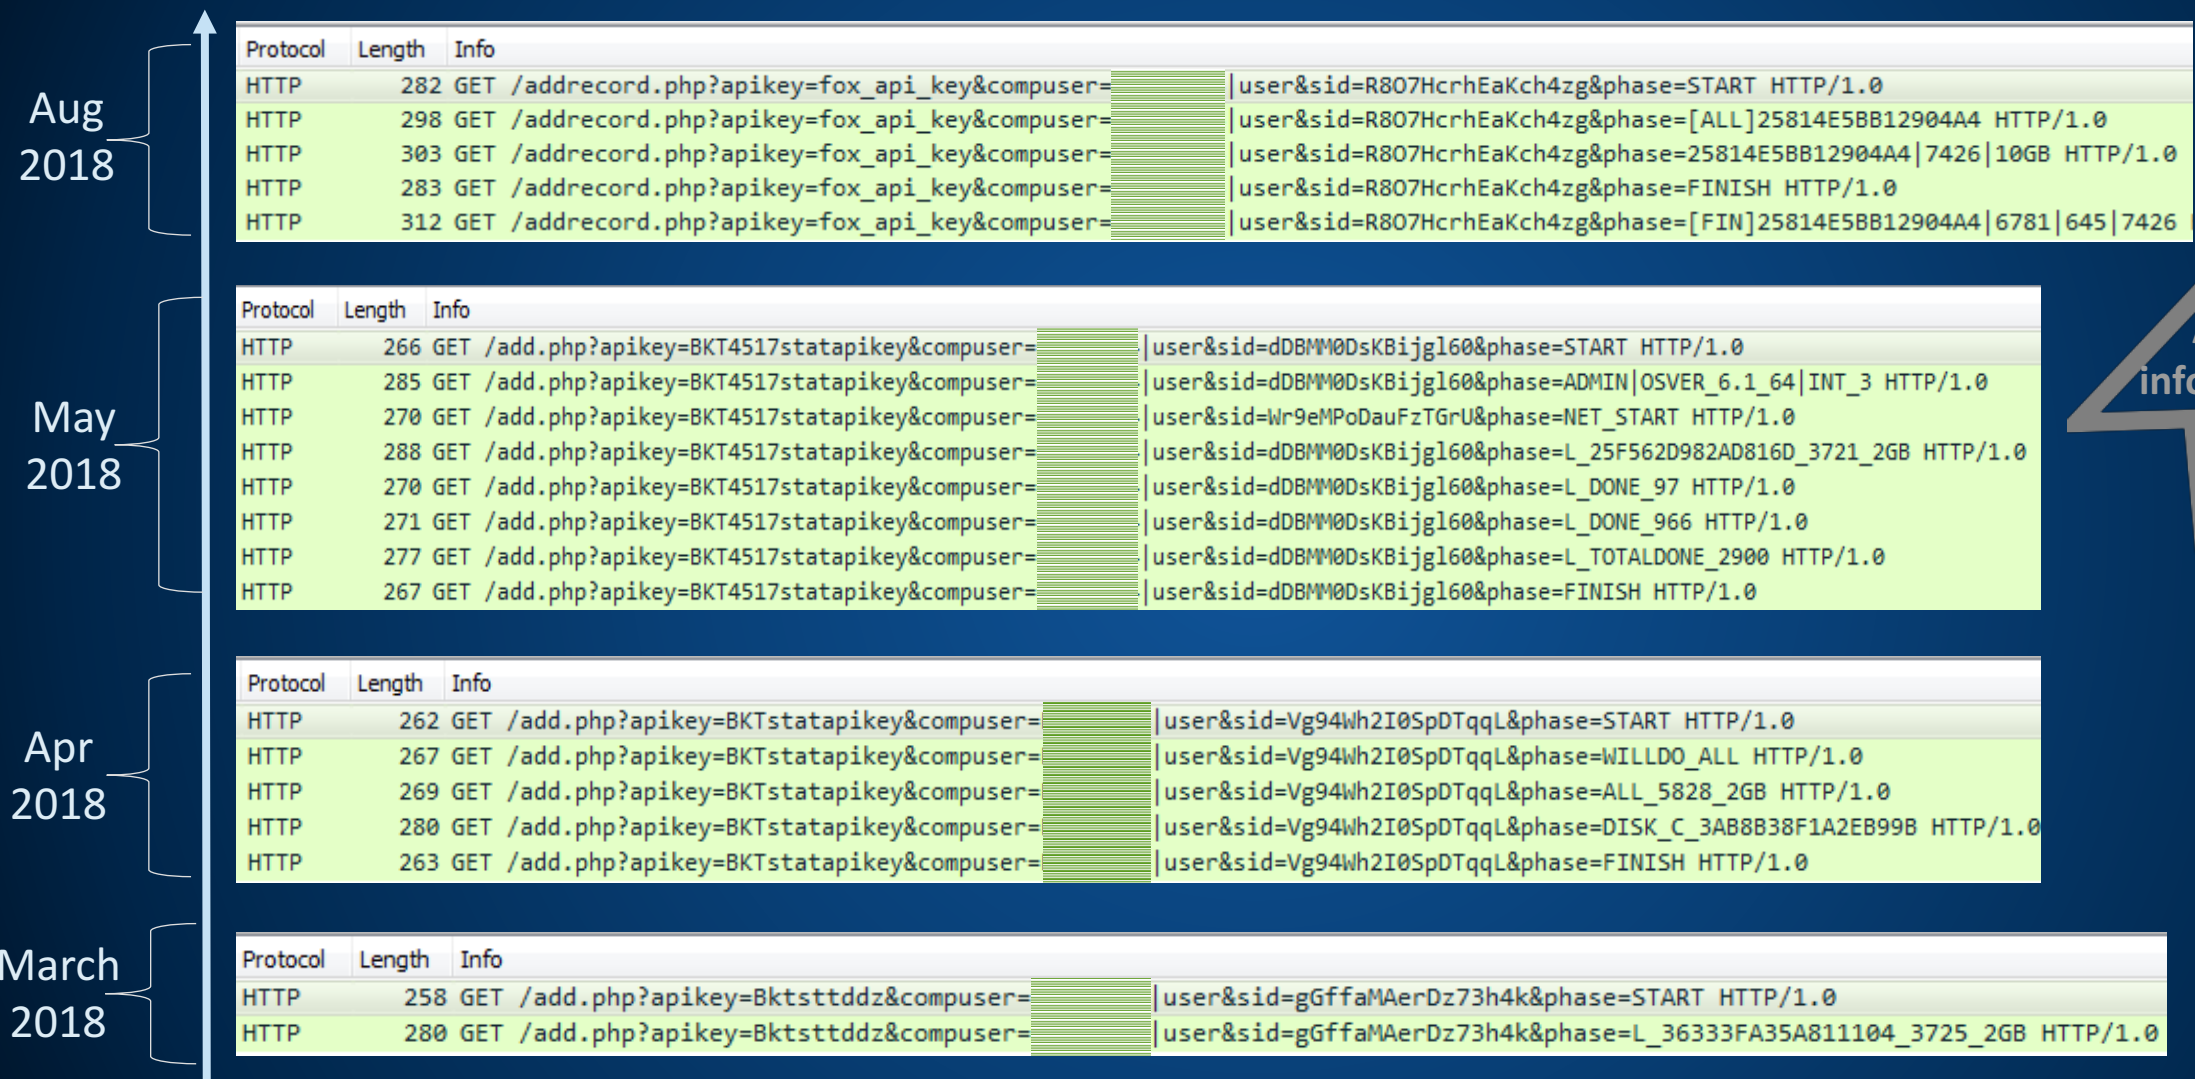 Aug
2018
Protocol Length Info
HTTP 282 GET /addrecord.php?apikey=fox_api_key&compuser= |user&sid=R8O7HcrhEaKch4zg&phase=START HTTP/1.0
HTTP 298 GET /addrecord.php?apikey=fox_api_key&compuser= |user&sid=R8O7HcrhEaKch4zg&phase=[ALL]25814E5BB12904A4 HTTP/1.0
HTTP 303 GET /addrecord.php?apikey=fox_api_key&compuser= |user&sid=R8O7HcrhEaKch4zg&phase=25814E5BB12904A4|7426|10GB HTTP/1.0
HTTP 283 GET /addrecord.php?apikey=fox_api_key&compuser= |user&sid=R8O7HcrhEaKch4zg&phase=FINISH HTTP/1.0
HTTP 312 GET /addrecord.php?apikey=fox_api_key&compuser= |user&sid=R8O7HcrhEaKch4zg&phase=[FIN]25814E5BB12904A4|6781|645|7426
May
2018
Protocol Length Info
HTTP 266 GET /add.php?apikey=BKT4517statapikey&compuser= |user&sid=dDBMM0DsKBijgl60&phase=START HTTP/1.0
HTTP 285 GET /add.php?apikey=BKT4517statapikey&compuser= |user&sid=dDBMM0DsKBijgl60&phase=ADMIN|OSVER_6.1_64|INT_3 HTTP/1.0
HTTP 270 GET /add.php?apikey=BKT4517statapikey&compuser= |user&sid=Wr9eMPoDauFzTGrU&phase=NET_START HTTP/1.0
HTTP 288 GET /add.php?apikey=BKT4517statapikey&compuser= |user&sid=dDBMM0DsKBijgl60&phase=L_25F562D982AD816D_3721_2GB HTTP/1.0
HTTP 270 GET /add.php?apikey=BKT4517statapikey&compuser= |user&sid=dDBMM0DsKBijgl60&phase=L_DONE_97 HTTP/1.0
HTTP 271 GET /add.php?apikey=BKT4517statapikey&compuser= |user&sid=dDBMM0DsKBijgl60&phase=L_DONE_966 HTTP/1.0
HTTP 277 GET /add.php?apikey=BKT4517statapikey&compuser= |user&sid=dDBMM0DsKBijgl60&phase=L_TOTALDONE_2900 HTTP/1.0
HTTP 267 GET /add.php?apikey=BKT4517statapikey&compuser= |user&sid=dDBMM0DsKBijgl60&phase=FINISH HTTP/1.0
Apr
2018
Protocol Length Info
HTTP 262 GET /add.php?apikey=BKTstatapikey&compuser= |user&sid=Vg94Wh2I0SpDTqqL&phase=START HTTP/1.0
HTTP 267 GET /add.php?apikey=BKTstatapikey&compuser= |user&sid=Vg94Wh2I0SpDTqqL&phase=WILLDO_ALL HTTP/1.0
HTTP 269 GET /add.php?apikey=BKTstatapikey&compuser= |user&sid=Vg94Wh2I0SpDTqqL&phase=ALL_5828_2GB HTTP/1.0
HTTP 280 GET /add.php?apikey=BKTstatapikey&compuser= |user&sid=Vg94Wh2I0SpDTqqL&phase=DISK_C_3AB8B38F1A2EB99B HTTP/1.0
HTTP 263 GET /add.php?apikey=BKTstatapikey&compuser= |user&sid=Vg94Wh2I0SpDTqqL&phase=FINISH HTTP/1.0
March
2018
Protocol Length Info
HTTP 258 GET /add.php?apikey=Bktsttddz&compuser= |user&sid=gGffaMAerDz73h4k&phase=START HTTP/1.0
HTTP 280 GET /add.php?apikey=Bktsttddz&compuser= |user&sid=gGffaMAerDz73h4k&phase=L_36333FA35A811104_3725_2GB HTTP/1.0